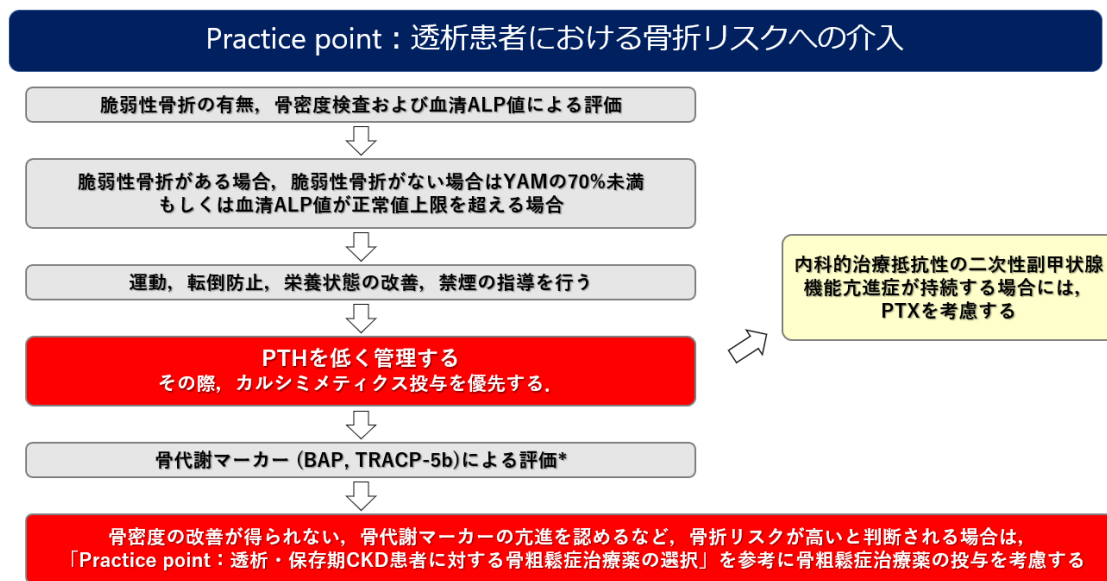 Practice point：透析患者における骨折リスクへの介入
脆弱性骨折の有無，骨密度検査および血清ALP値による評価
脆弱性骨折がある場合，脆弱性骨折がない場合はYAMの70%未満
もしくは血清ALP値が正常値上限を超える場合
運動，転倒防止，栄養状態の改善，禁煙の指導を行う
内科的治療抵抗性の二次性副甲状腺
機能亢進症が持続する場合には，
PTXを考慮する
PTHを低く管理する
その際，カルシミメティクス投与を優先する．
骨代謝マーカー (BAP, TRACP-5b)による評価*
骨密度の改善が得られない，骨代謝マーカーの亢進を認めるなど，骨折リスクが高いと判断される場合は，
「Practice point：透析・保存期CKD患者に対する骨粗鬆症治療薬の選択」を参考に骨粗鬆症治療薬の投与を考慮する